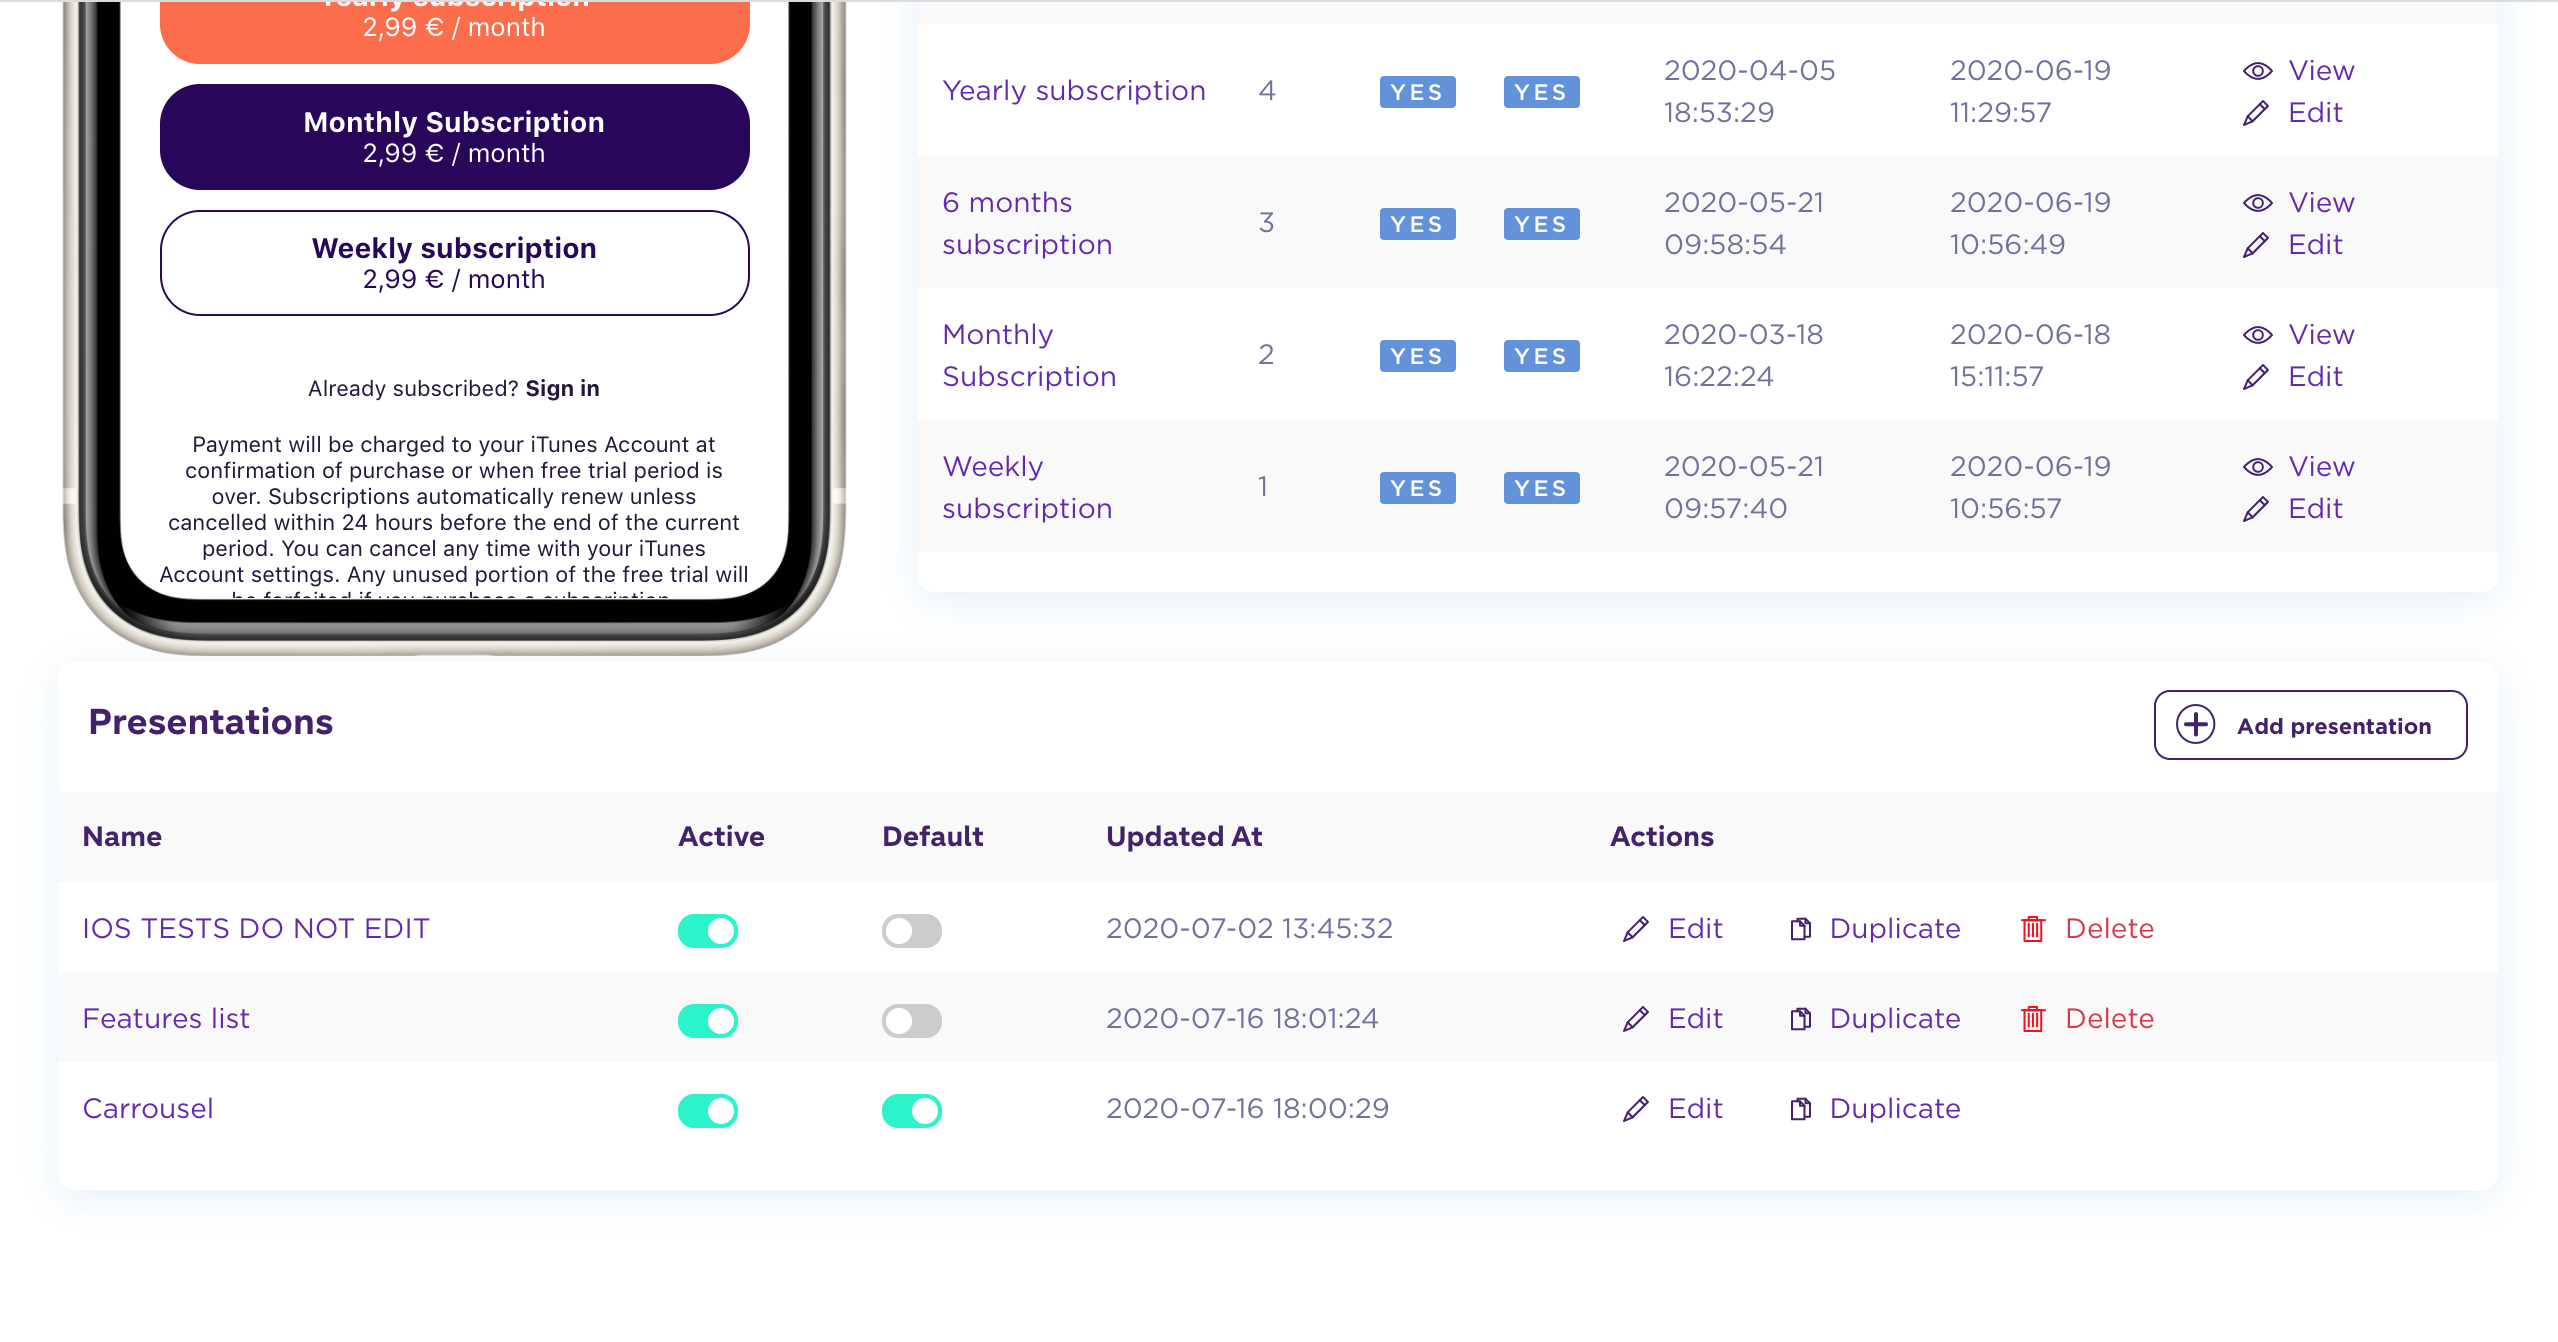 Yearly subscription
2,99 € / month
Monthly Subscription
2,99 € / month
Weekly subscription
2,99 € / month
Already subscribed? Sign in
Payment will be charged to your iTunes Account at
confirmation of purchase or when free trial period is
over. Subscriptions automatically renew unless
cancelled within 24 hours before the end of the current
period. You can cancel any time with your iTunes
Account settings. Any unused portion of the free trial will
be forfeited if you purchase a subscription.
Yearly subscription 4 YES YES 2020-04-05 18:53:29 2020-06-19 11:29:57 View Edit
6 months subscription 3 YES YES 2020-05-21 09:58:54 2020-06-19 10:56:49 View Edit
Monthly Subscription 2 YES YES 2020-03-18 16:22:24 2020-06-18 15:11:57 View Edit
Weekly subscription 1 YES YES 2020-05-21 09:57:40 2020-06-19 10:56:57 View Edit
Presentations
Add presentation
Name Active Default Updated At Actions
IOS TESTS DO NOT EDIT 2020-07-02 13:45:32 Edit Duplicate Delete
Features list 2020-07-16 18:01:24 Edit Duplicate Delete
Carrousel 2020-07-16 18:00:29 Edit Duplicate